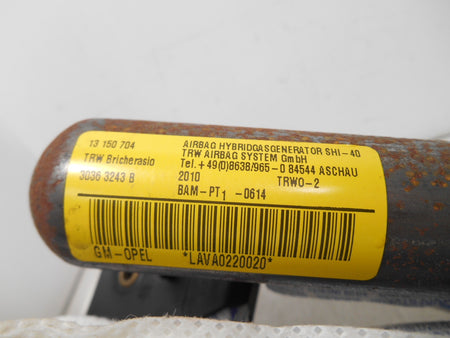 13 150 704 AIRBAG HYBRIDGASGENERATOR SHI-40
TRW AIRBAG SYSTEM GmbH
TRW Bricherasio Tel.+49(0)8638/965-0 84544 ASCHAU
3036 3243 B 2010 TRWO-2
BAM-PT1 -0614
GM-OPEL *LAVA0220020*